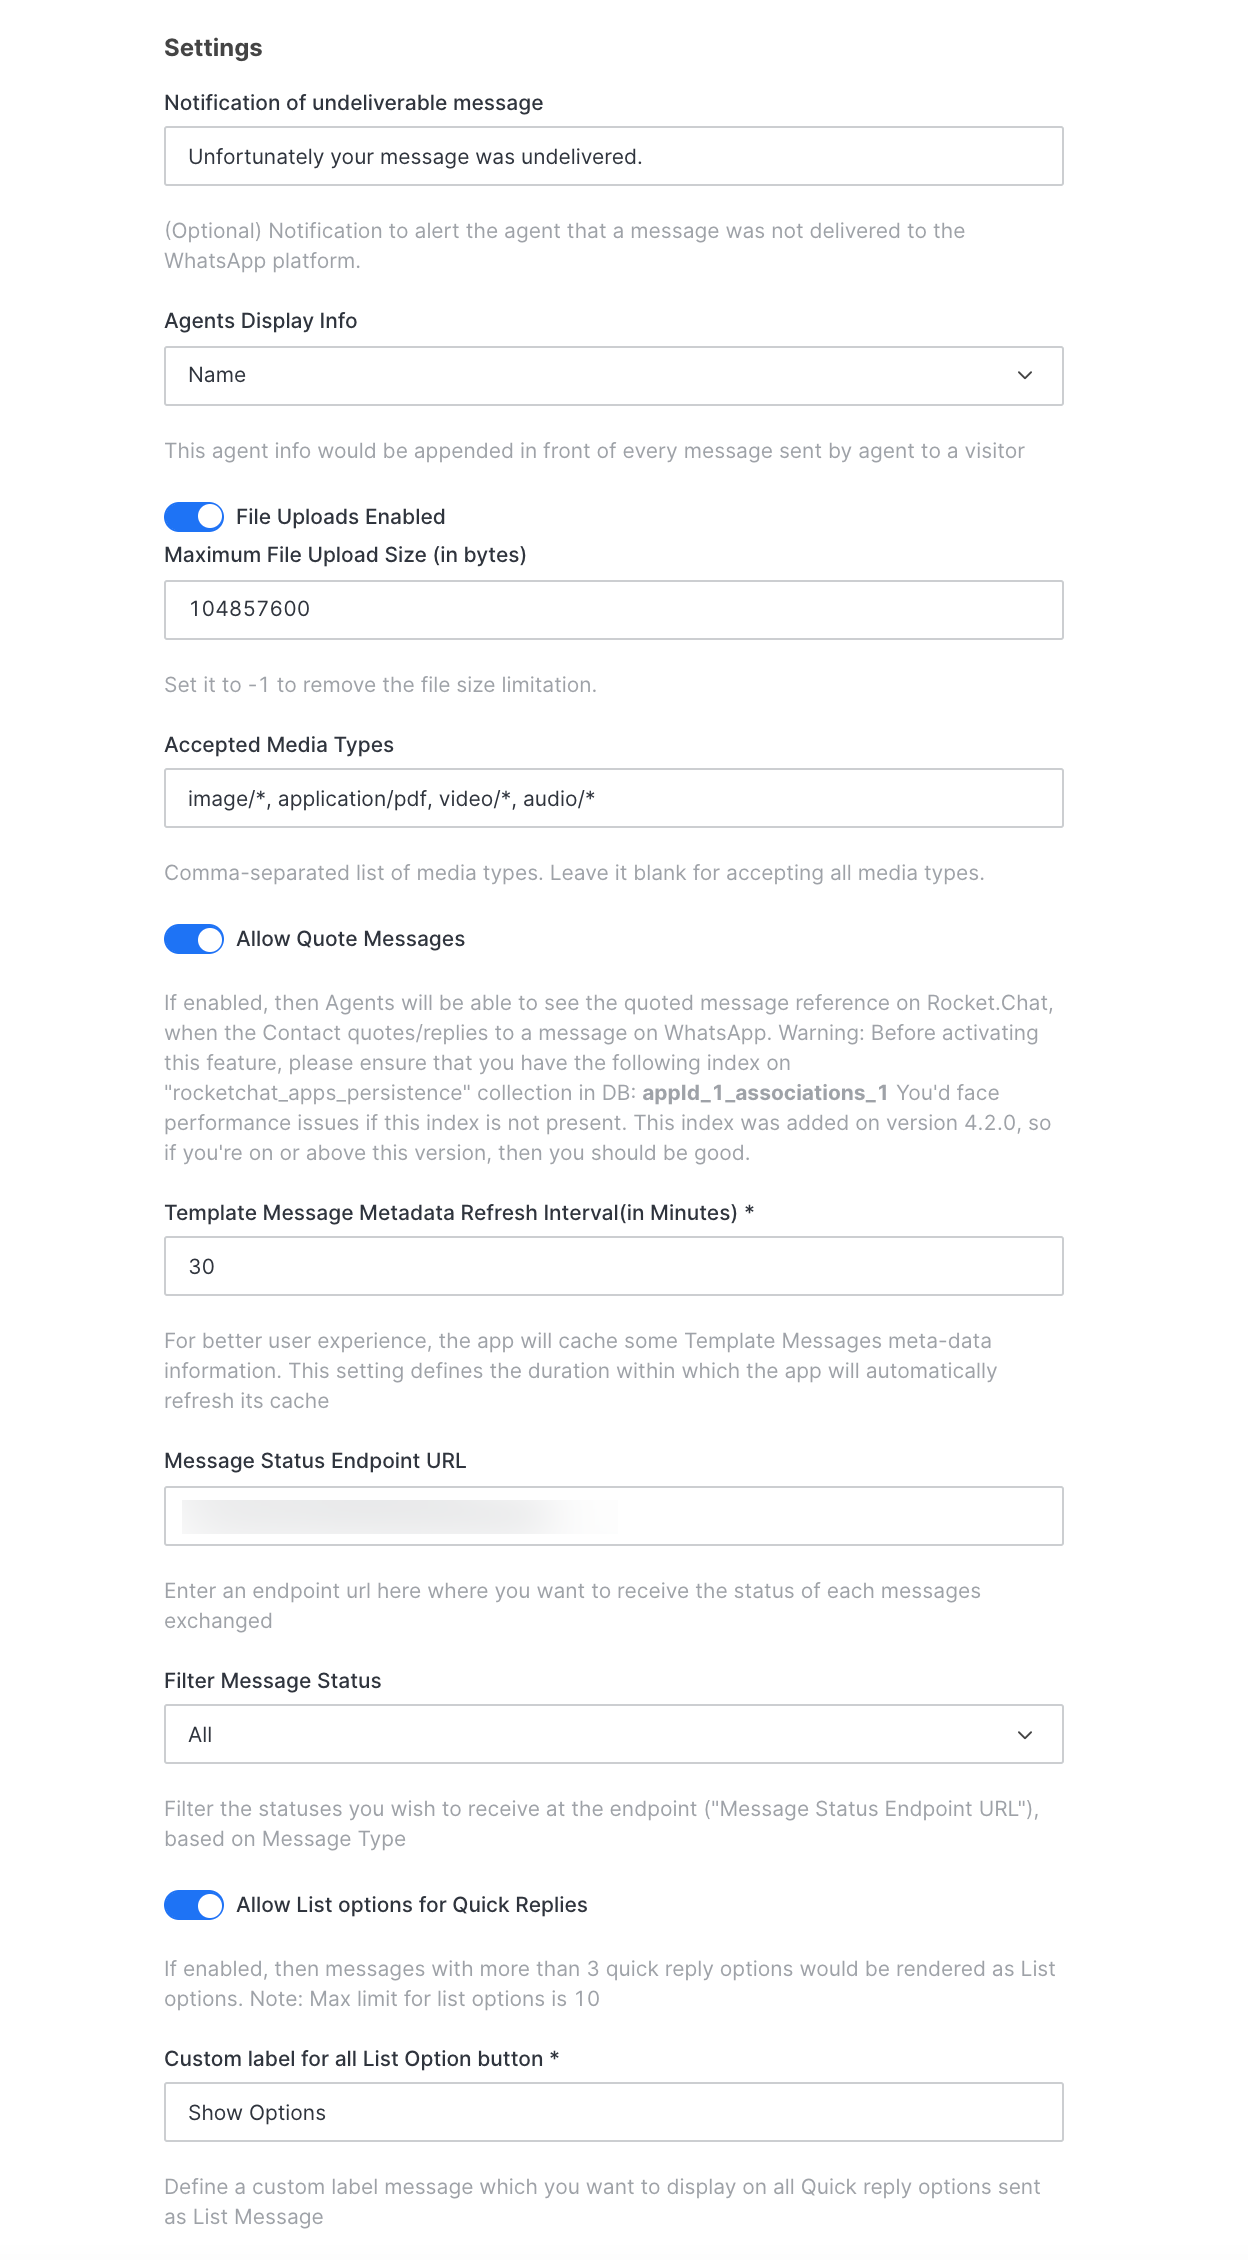 Settings
Notification of undeliverable message
Unfortunately your message was undelivered.
(Optional) Notification to alert the agent that a message was not delivered to the
WhatsApp platform.
Agents Display Info
Name
This agent info would be appended in front of every message sent by agent to a visitor
File Uploads Enabled
Maximum File Upload Size (in bytes)
104857600
Set it to -1 to remove the file size limitation.
Accepted Media Types
image/*, application/pdf, video/*, audio/*
Comma-separated list of media types. Leave it blank for accepting all media types.
Allow Quote Messages
If enabled, then Agents will be able to see the quoted message reference on Rocket.Chat,
when the Contact quotes/replies to a message on WhatsApp. Warning: Before activating
this feature, please ensure that you have the following index on
"rocketchat_apps_persistence" collection in DB: appId_1_associations_1 You'd face
performance issues if this index is not present. This index was added on version 4.2.0, so
if you're on or above this version, then you should be good.
Template Message Metadata Refresh Interval(in Minutes) *
30
For better user experience, the app will cache some Template Messages meta-data
information. This setting defines the duration within which the app will automatically
refresh its cache
Message Status Endpoint URL
Enter an endpoint url here where you want to receive the status of each messages
exchanged
Filter Message Status
All
Filter the statuses you wish to receive at the endpoint ("Message Status Endpoint URL"),
based on Message Type
Allow List options for Quick Replies
If enabled, then messages with more than 3 quick reply options would be rendered as List
options. Note: Max limit for list options is 10
Custom label for all List Option button *
Show Options
Define a custom label message which you want to display on all Quick reply options sent
as List Message